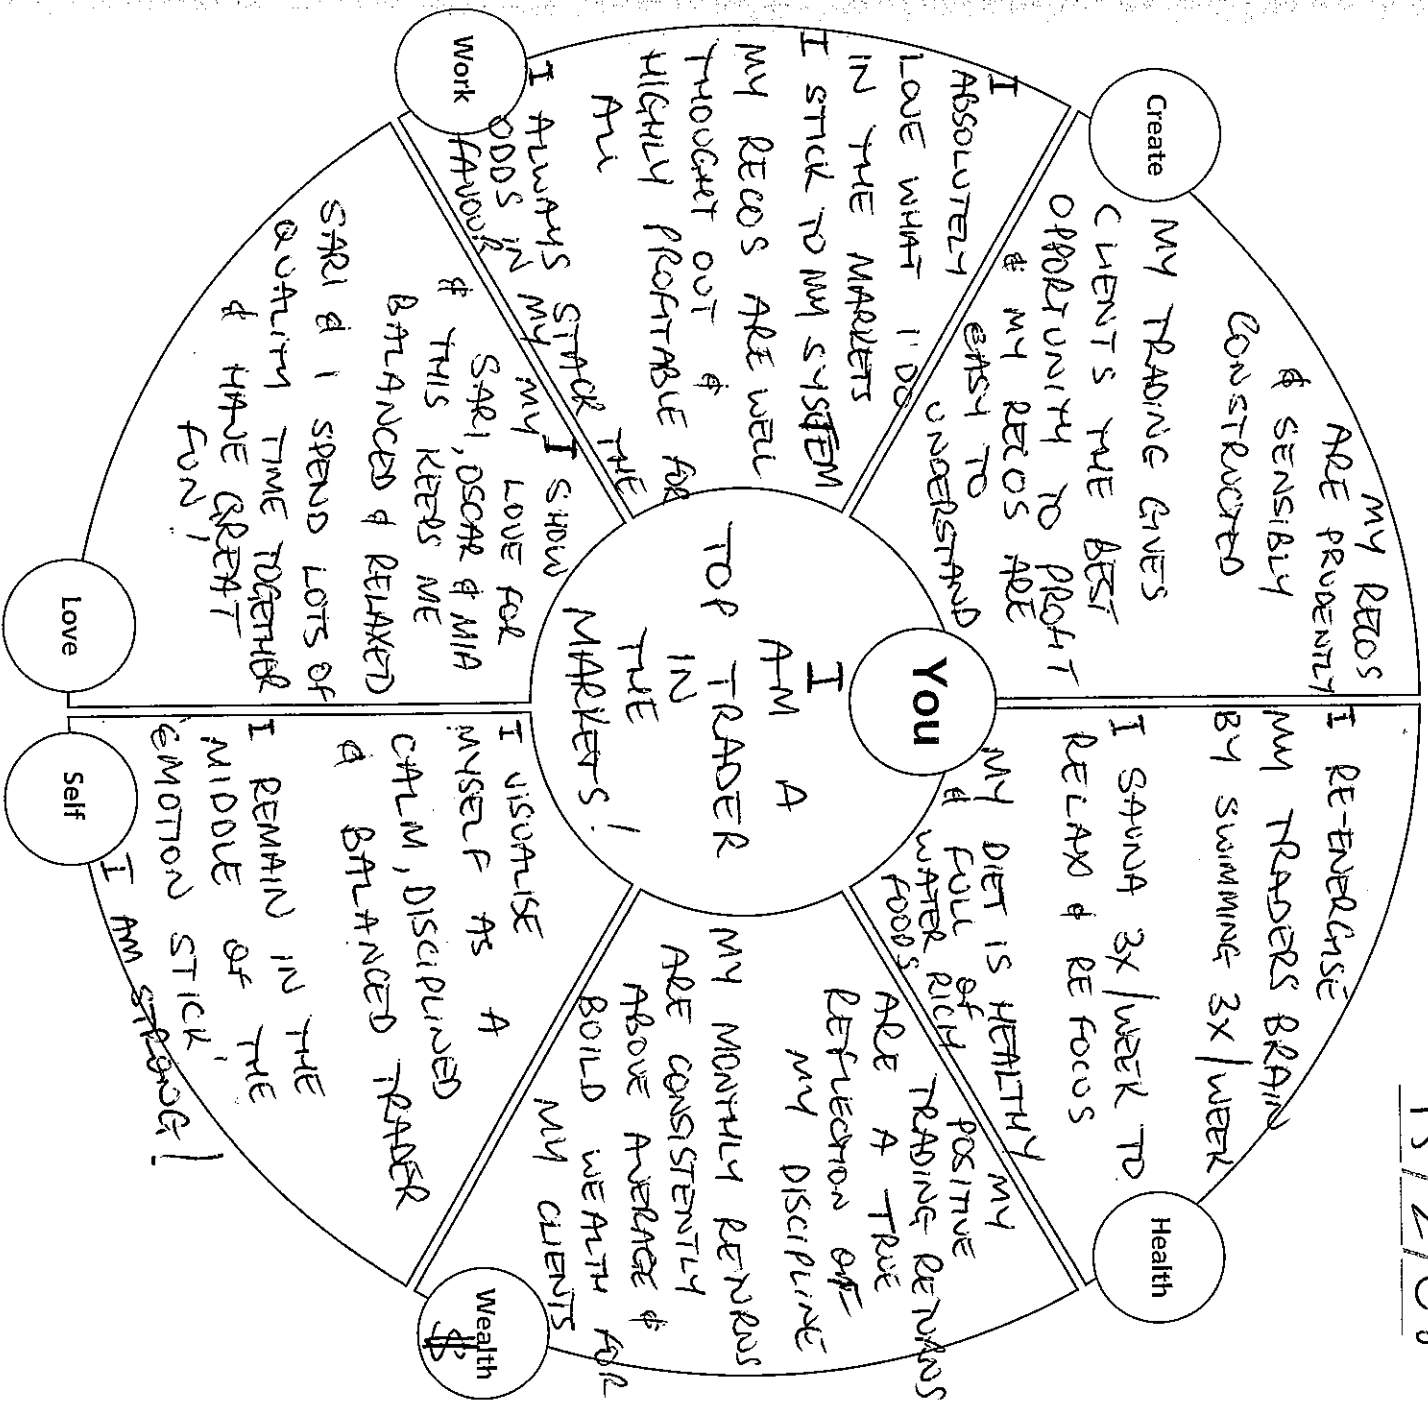 Create
MY RECOS
ARE PRUDENTLY
& SENSIBLY
CONSTRUCTED
MY TRADING GIVES
CLIENTS THE BEST
OPPORTUNITY TO PROFIT
& MY RECOS ARE
EASY TO
UNDERSTAND
Health
I RE-ENERGISE
MY TRADERS BRAIN
BY SWIMMING 3X/WEEK
I SAUNA 3X/WEEK TO
RELAX & REFOCUS
MY DIET IS HEALTHY
& FULL OF
WATER RICH
FOODS
You
I
AM A
TOP TRADER
IN
THE
MARKETS!
I
ABSOLUTELY
LOVE WHAT I DO
IN THE MARKETS
I STICK TO MY SYSTEM
MY RECOS ARE WELL
THOUGHT OUT &
HIGHLY PROFITABLE FOR
ALL
I ALWAYS STACK THE
ODDS IN MY
FAVOUR
Work
MY
POSITIVE
TRADING RETURNS
ARE A TRUE
REFLECTION OF
MY DISCIPLINE
MY MONTHLY RETURNS
ARE CONSISTENTLY
ABOVE AVERAGE &
BUILD WEALTH FOR
MY CLIENTS
Wealth
$
I SHOW
MY LOVE FOR
SARI, OSCAR & MIA
& THIS KEEPS ME
BALANCED & RELAXED
SARI & I SPEND LOTS OF
QUALITY TIME TOGETHER
& HAVE GREAT
FUN!
Love
I VISUALISE
MYSELF AS A
CALM, DISCIPLINED
& BALANCED TRADER
I REMAIN IN THE
MIDDLE OF THE
'EMOTION STICK'
I AM STRONG!
Self